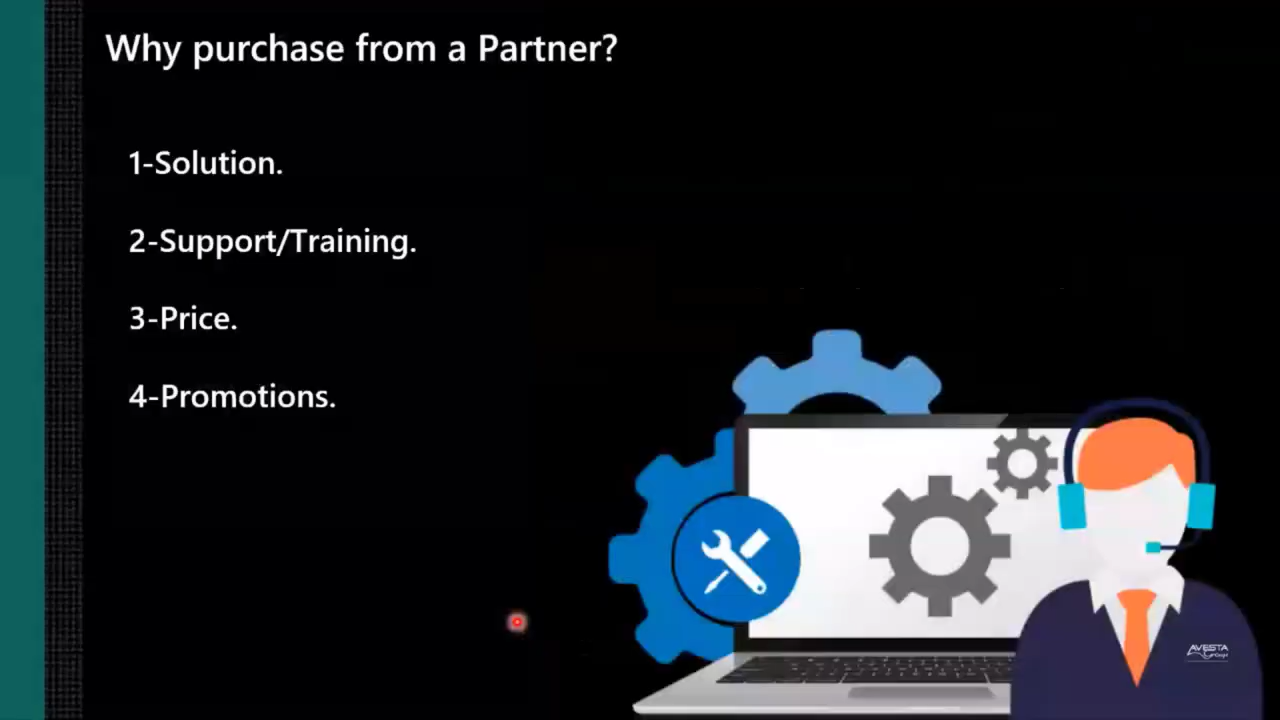 Why purchase from a Partner?
1-Solution.
2-Support/Training.
3-Price.
4-Promotions.
AVESTA